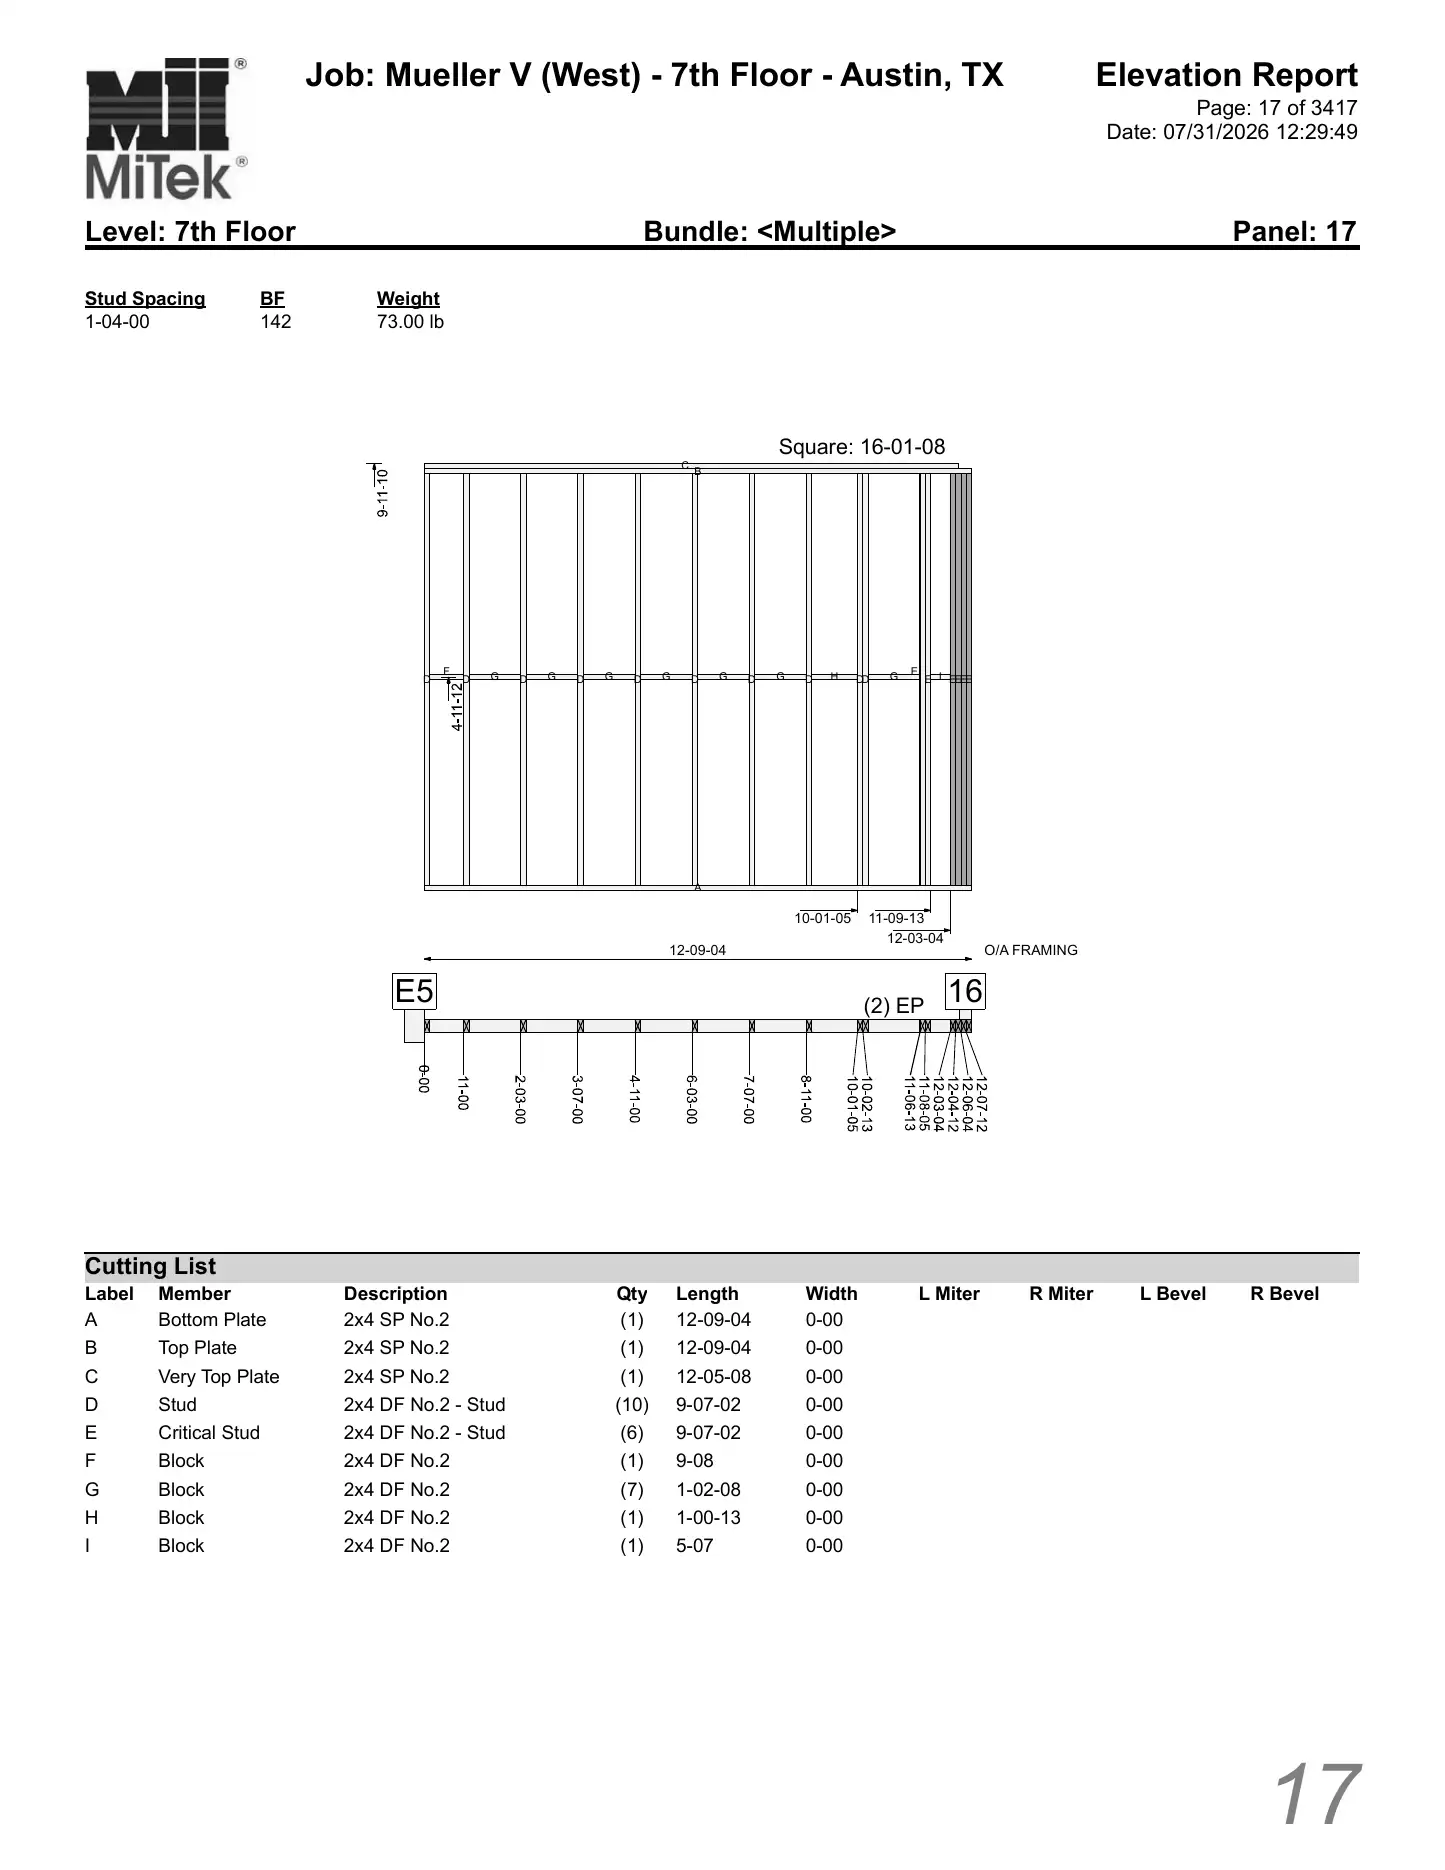 Job: Mueller V (West) - 7th Floor - Austin, TX
Elevation Report
Page: 17 of 3417
Date: 07/31/2026 12:29:49
MiTek®
Level: 7th Floor Bundle: <Multiple> Panel: 17
Stud Spacing BF Weight
1-04-00 142 73.00 lb
Square: 16-01-08
C
B
9-11-10
F G G G G G G H G E I
D D D D D D D D D D
4-11-12
A
10-01-05 11-09-13
12-03-04
12-09-04 O/A FRAMING
E5 (2) EP 16
0-00 11-00 2-03-00 3-07-00 4-11-00 6-03-00 7-07-00 8-11-00 10-01-05 10-02-13 11-06-13 11-08-05 12-03-04 12-04-12 12-06-04 12-07-12
Cutting List
Label Member Description Qty Length Width L Miter R Miter L Bevel R Bevel
A Bottom Plate 2x4 SP No.2 (1) 12-09-04 0-00
B Top Plate 2x4 SP No.2 (1) 12-09-04 0-00
C Very Top Plate 2x4 SP No.2 (1) 12-05-08 0-00
D Stud 2x4 DF No.2 - Stud (10) 9-07-02 0-00
E Critical Stud 2x4 DF No.2 - Stud (6) 9-07-02 0-00
F Block 2x4 DF No.2 (1) 9-08 0-00
G Block 2x4 DF No.2 (7) 1-02-08 0-00
H Block 2x4 DF No.2 (1) 1-00-13 0-00
I Block 2x4 DF No.2 (1) 5-07 0-00
17